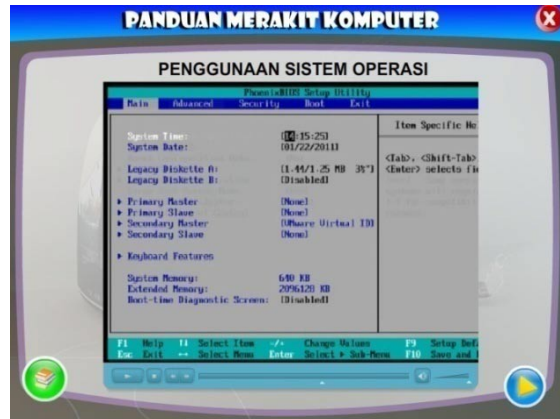 PANDUAN MERAKIT KOMPUTER
PENGGUNAAN SISTEM OPERASI
PhoenixBIOS Setup Utility
Main Advanced Security Boot Exit
Item Specific He
System Time: [14:15:25]
System Date: [01/22/2011]
<Tab>, <Shift-Tab>
<Enter> selects fie
Legacy Diskette A: [1.44/1.25 MB 3½"]
Legacy Diskette B: [Disabled]
Primary Master [None]
Primary Slave [None]
Secondary Master [VMware Virtual ID]
Secondary Slave [None]
Keyboard Features
System Memory: 640 KB
Extended Memory: 2096128 KB
Boot-time Diagnostic Screen: [Disabled]
F1 Help ↑↓ Select Item -/+ Change Values F9 Setup Def
Esc Exit ↔ Select Menu Enter Select ▶ Sub-Menu F10 Save and